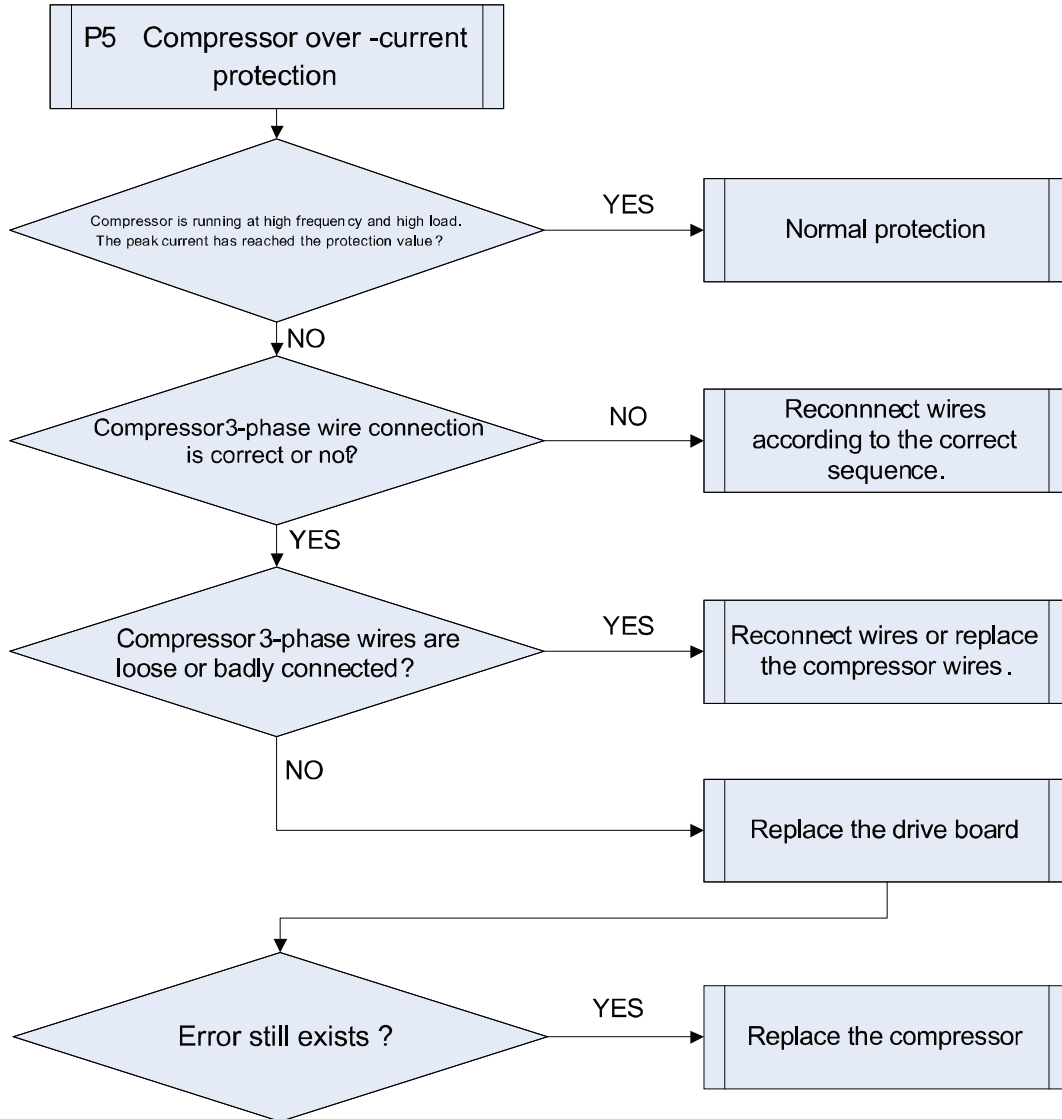 P5 Compressor over -current
protection
Compressor is running at high frequency and high load.
The peak current has reached the protection value ?
YES
Normal protection
NO
Compressor3-phase wire connection
is correct or not?
NO
Reconnnect wires
according to the correct
sequence.
YES
Compressor 3-phase wires are
loose or badly connected ?
YES
Reconnect wires or replace
the compressor wires .
NO
Replace the drive board
Error still exists ?
YES
Replace the compressor